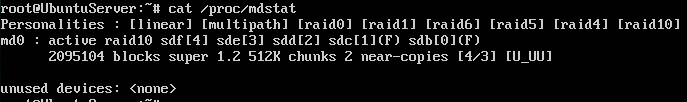 root@UbuntuServer:~# cat /proc/mdstat
Personalities : [linear] [multipath] [raid0] [raid1] [raid6] [raid5] [raid4] [raid10]
md0 : active raid10 sdf[4] sde[3] sdd[2] sdc[1](F) sdb[0](F)
2095104 blocks super 1.2 512K chunks 2 near-copies [4/3] [U_UU]
unused devices: <none>
root@UbuntuServer:~#